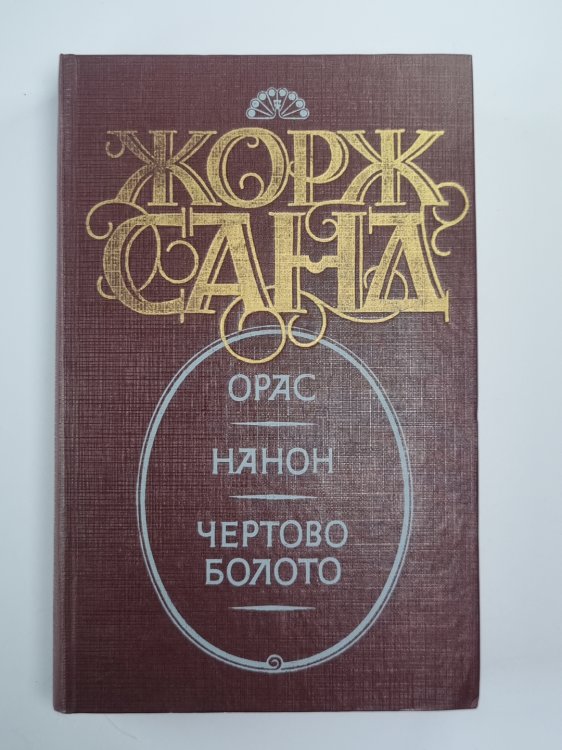 ЖОРЖ
САНД
ОРАС
НАНОН
ЧЕРТОВО
БОЛОТО